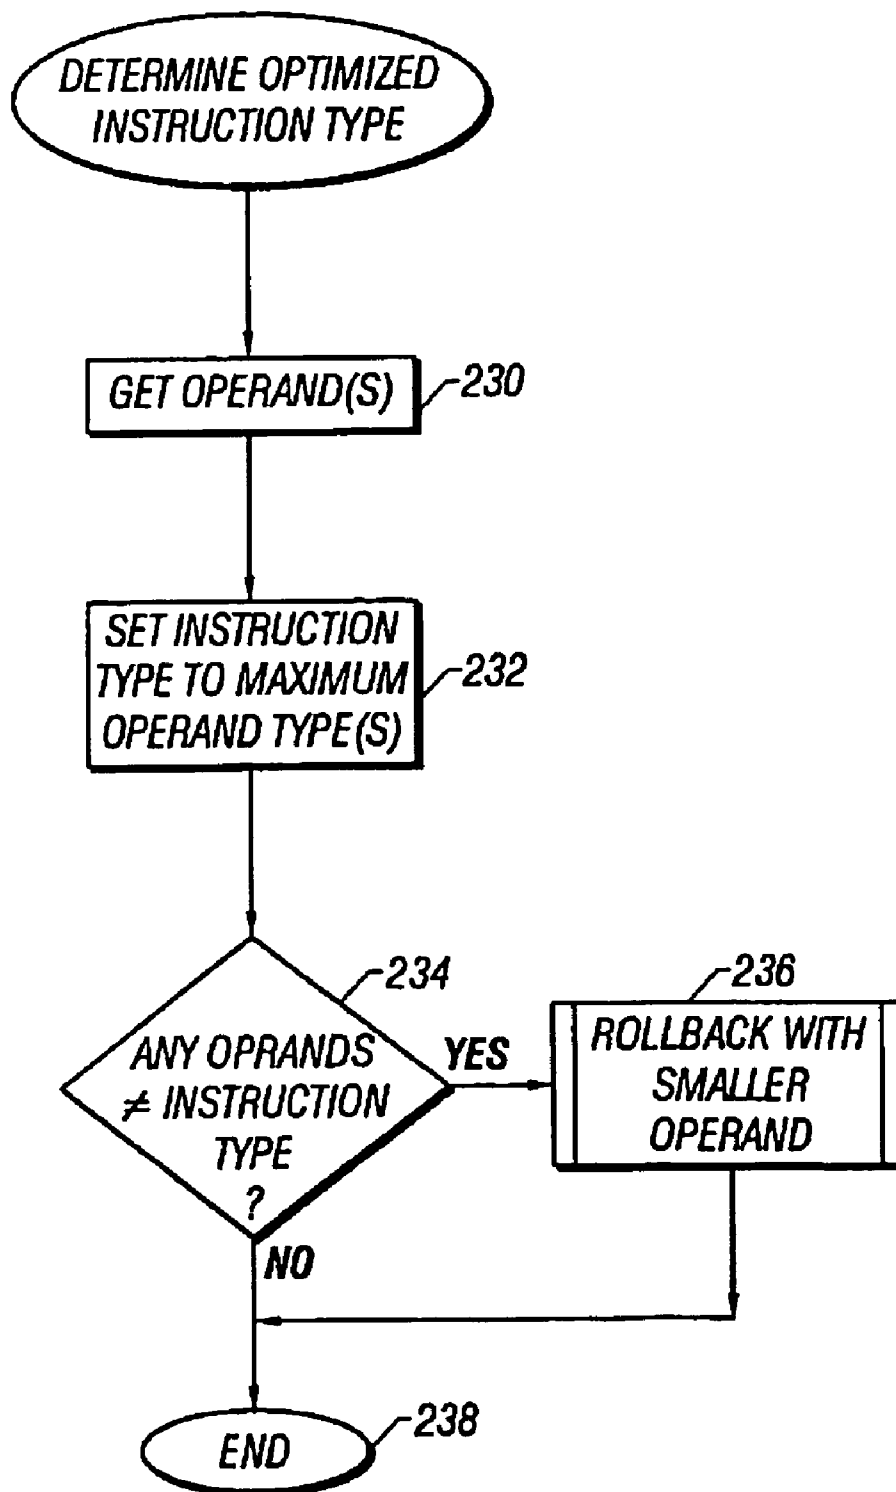 DETERMINE OPTIMIZED
INSTRUCTION TYPE
GET OPERAND(S)
230
SET INSTRUCTION
TYPE TO MAXIMUM
OPERAND TYPE(S)
232
234
ANY OPRANDS
≠ INSTRUCTION
TYPE
?
YES
236
ROLLBACK WITH
SMALLER
OPERAND
NO
END
238